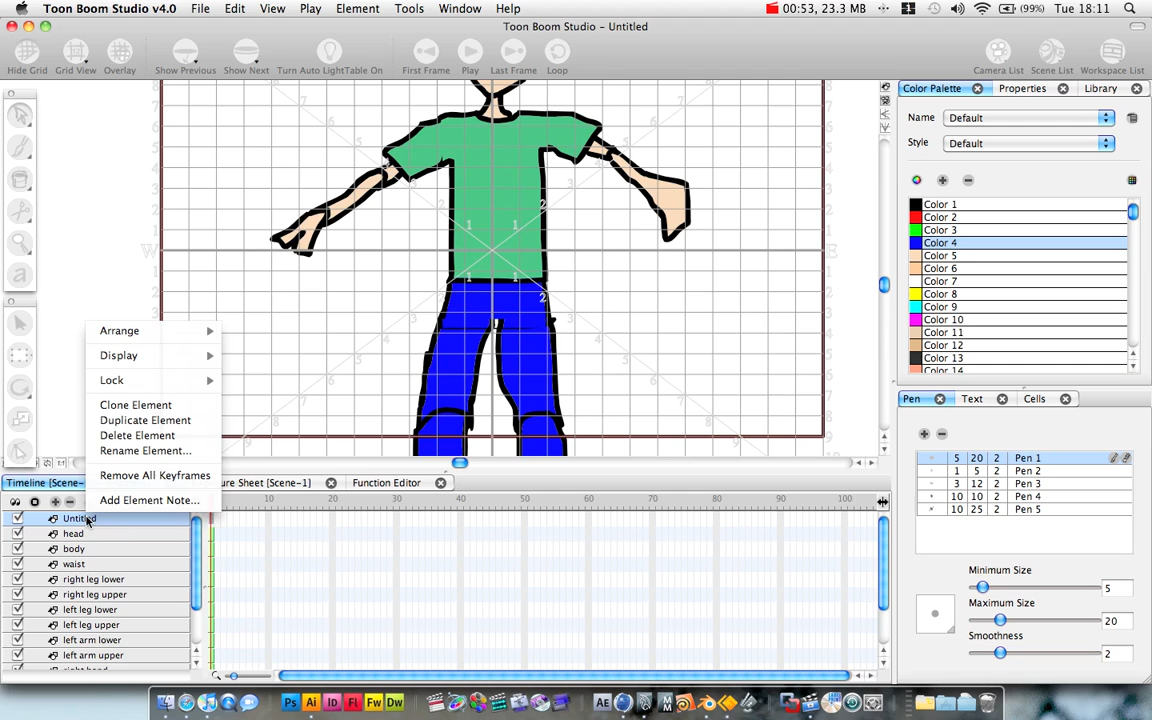 Toon Boom Studio v4.0 File Edit View Play Element Tools Window Help 00:53, 23.3 MB (99%) Tue 18:11
Toon Boom Studio - Untitled
Hide Grid Grid View Overlay Show Previous Show Next Turn Auto LightTable On First Frame Play Last Frame Loop Camera List Scene List Workspace List
Color Palette Properties Library
Name Default
Style Default
Color 1
Color 2
Color 3
Color 4
Color 5
Color 6
Color 7
Color 8
Color 9
Color 10
Color 11
Color 12
Color 13
Color 14
W E
Arrange
Display
Lock
Clone Element
Duplicate Element
Delete Element
Rename Element...
Remove All Keyframes
Add Element Note...
Pen Text Cells
5 20 2 Pen 1
1 5 2 Pen 2
3 12 2 Pen 3
10 10 2 Pen 4
10 25 2 Pen 5
Minimum Size
5
Maximum Size
20
Smoothness
2
Timeline [Scene- ure Sheet [Scene-1] Function Editor
10 20 30 40 50 60 70 80 90 100
Untitled
head
body
waist
right leg lower
right leg upper
left leg lower
left leg upper
left arm lower
left arm upper
right hand
Ps Ai Id Fl Fw Dw AE